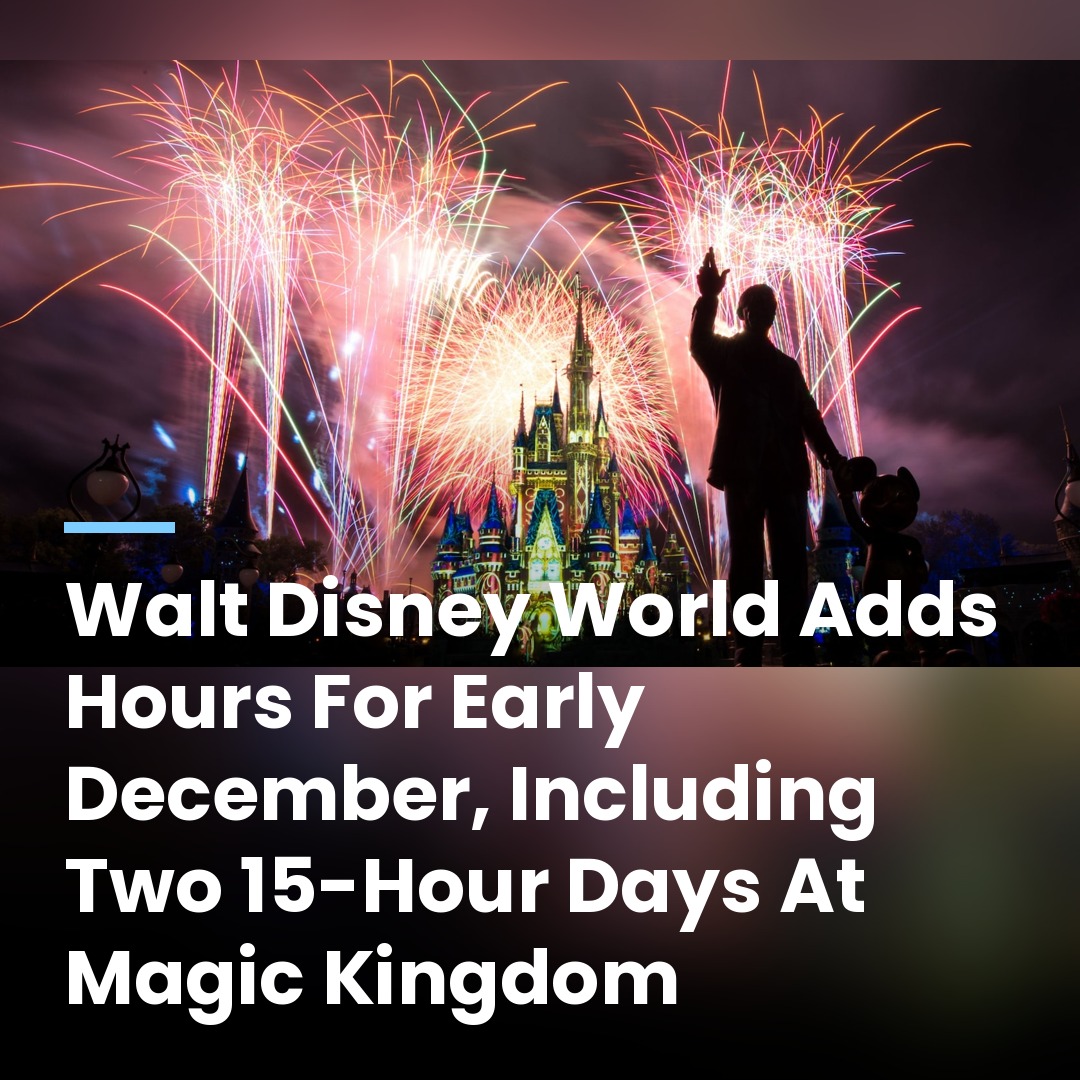 Walt Disney World Adds
Hours For Early
December, Including
Two 15-Hour Days At
Magic Kingdom